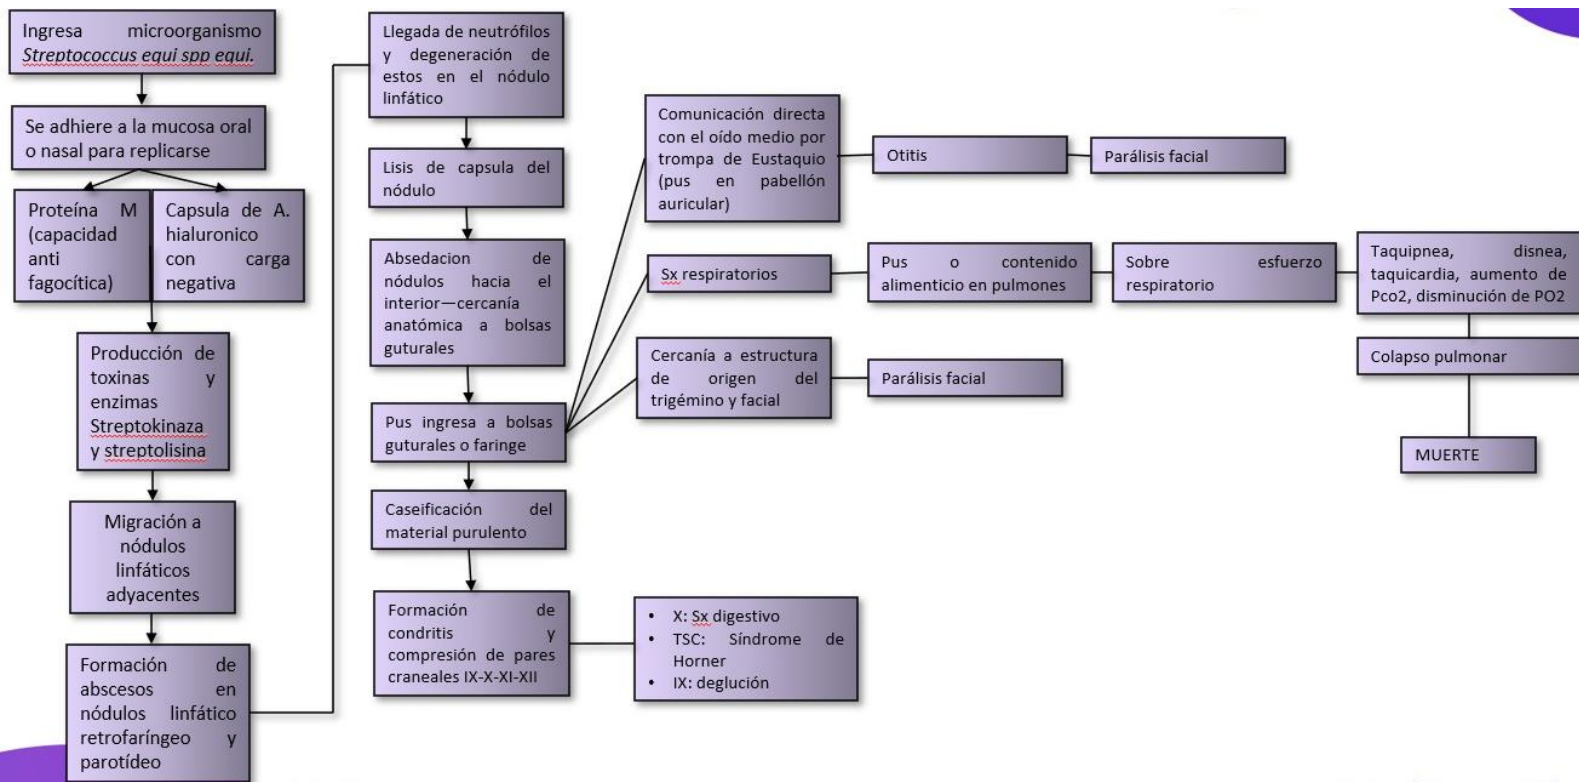 Ingresa microorganismo
Streptococcus equi spp equi.
Se adhiere a la mucosa oral
o nasal para replicarse
Proteína M
(capacidad
anti
fagocítica)
Capsula de A.
hialuronico
con carga
negativa
Producción de
toxinas y
enzimas
Streptokinaza
y streptolisina
Migración a
nódulos
linfáticos
adyacentes
Formación de
abscesos en
nódulos linfático
retrofaríngeo y
parotídeo
Llegada de neutrófilos
y degeneración de
estos en el nódulo
linfático
Lisis de capsula del
nódulo
Absedacion de
nódulos hacia el
interior—cercanía
anatómica a bolsas
guturales
Pus ingresa a bolsas
guturales o faringe
Caseificación del
material purulento
Formación de
condritis y
compresión de pares
craneales IX-X-XI-XII
• X: Sx digestivo
• TSC: Síndrome de
Horner
• IX: deglución
Comunicación directa
con el oído medio por
trompa de Eustaquio
(pus en pabellón
auricular)
Otitis
Parálisis facial
Sx respiratorios
Pus o contenido
alimenticio en pulmones
Sobre esfuerzo
respiratorio
Taquipnea, disnea,
taquicardia, aumento de
Pco2, disminución de PO2
Colapso pulmonar
MUERTE
Cercanía a estructura
de origen del
trigémino y facial
Parálisis facial